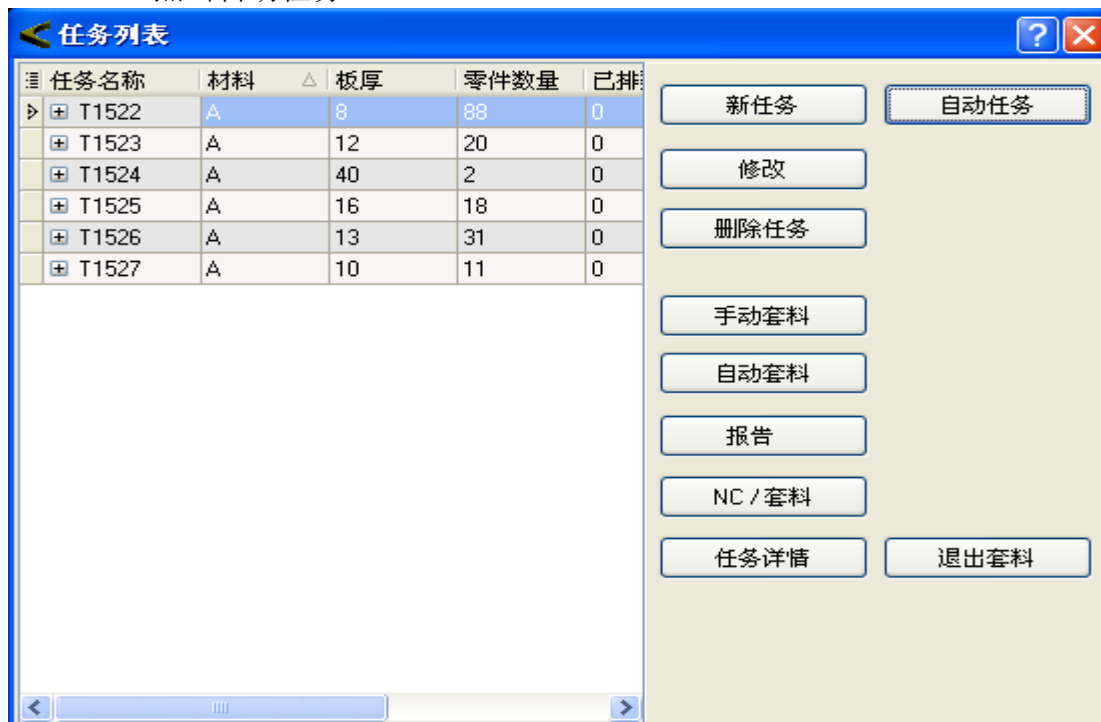 任务列表
任务名称 材料 板厚 零件数量 已排
T1522 A 8 88 0
T1523 A 12 20 0
T1524 A 40 2 0
T1525 A 16 18 0
T1526 A 13 31 0
T1527 A 10 11 0
新任务 自动任务
修改
删除任务
手动套料
自动套料
报告
NC / 套料
任务详情 退出套料